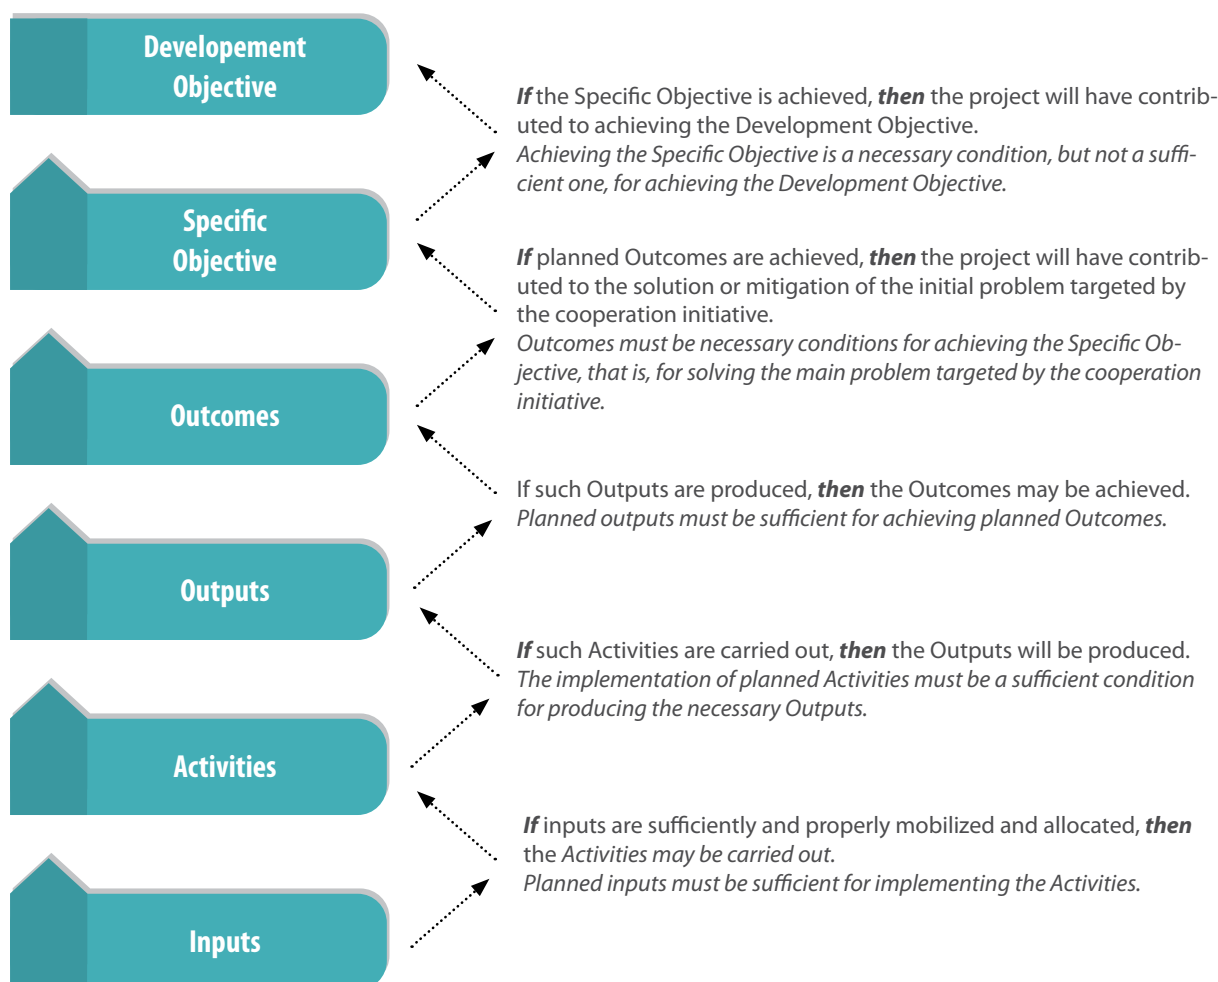 Developement
Objective
If the Specific Objective is achieved, then the project will have contrib-
uted to achieving the Development Objective.
Achieving the Specific Objective is a necessary condition, but not a suffi-
cient one, for achieving the Development Objective.
Specific
Objective
If planned Outcomes are achieved, then the project will have contrib-
uted to the solution or mitigation of the initial problem targeted by
the cooperation initiative.
Outcomes must be necessary conditions for achieving the Specific Ob-
jective, that is, for solving the main problem targeted by the cooperation
initiative.
Outcomes
If such Outputs are produced, then the Outcomes may be achieved.
Planned outputs must be sufficient for achieving planned Outcomes.
Outputs
If such Activities are carried out, then the Outputs will be produced.
The implementation of planned Activities must be a sufficient condition
for producing the necessary Outputs.
Activities
If inputs are sufficiently and properly mobilized and allocated, then
the Activities may be carried out.
Planned inputs must be sufficient for implementing the Activities.
Inputs